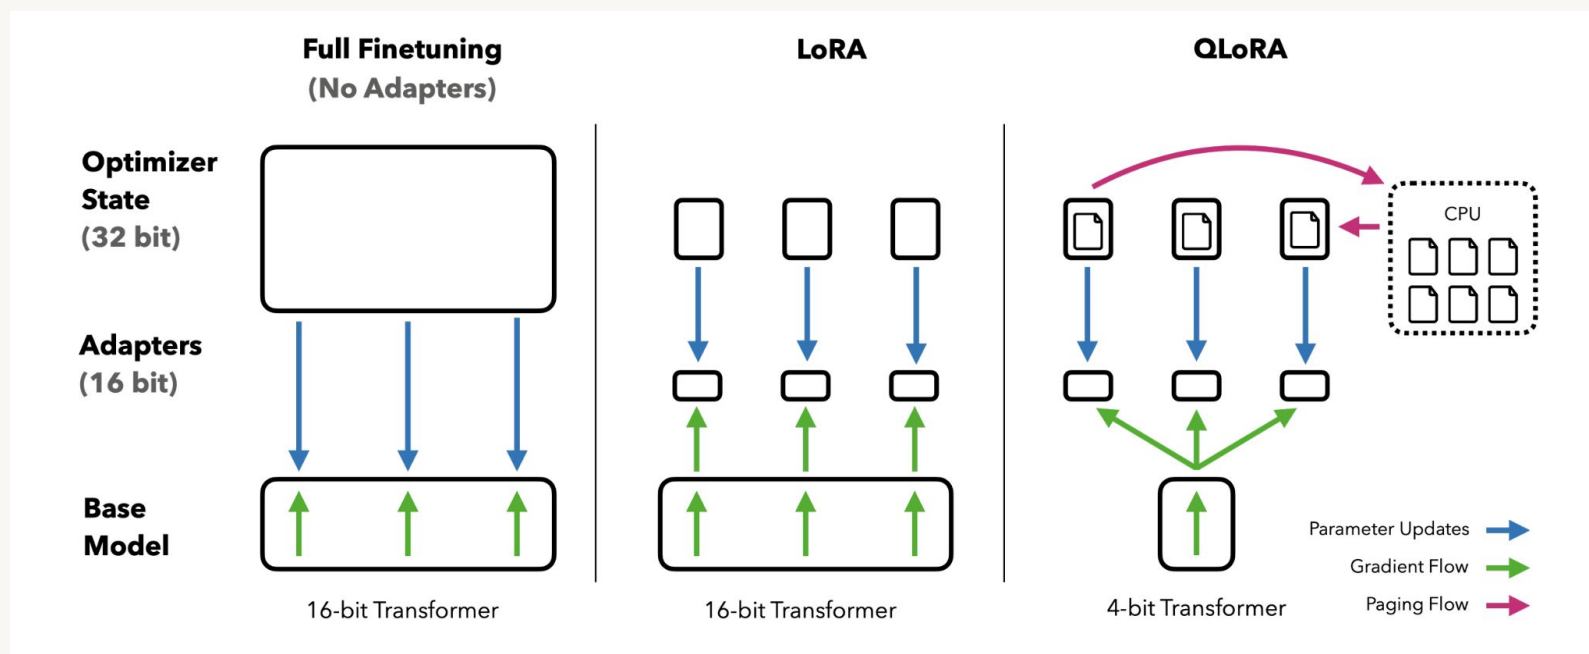 Full Finetuning
(No Adapters)
LoRA
QLoRA
Optimizer
State
(32 bit)
CPU
Adapters
(16 bit)
Base
Model
Parameter Updates
Gradient Flow
Paging Flow
16-bit Transformer
16-bit Transformer
4-bit Transformer